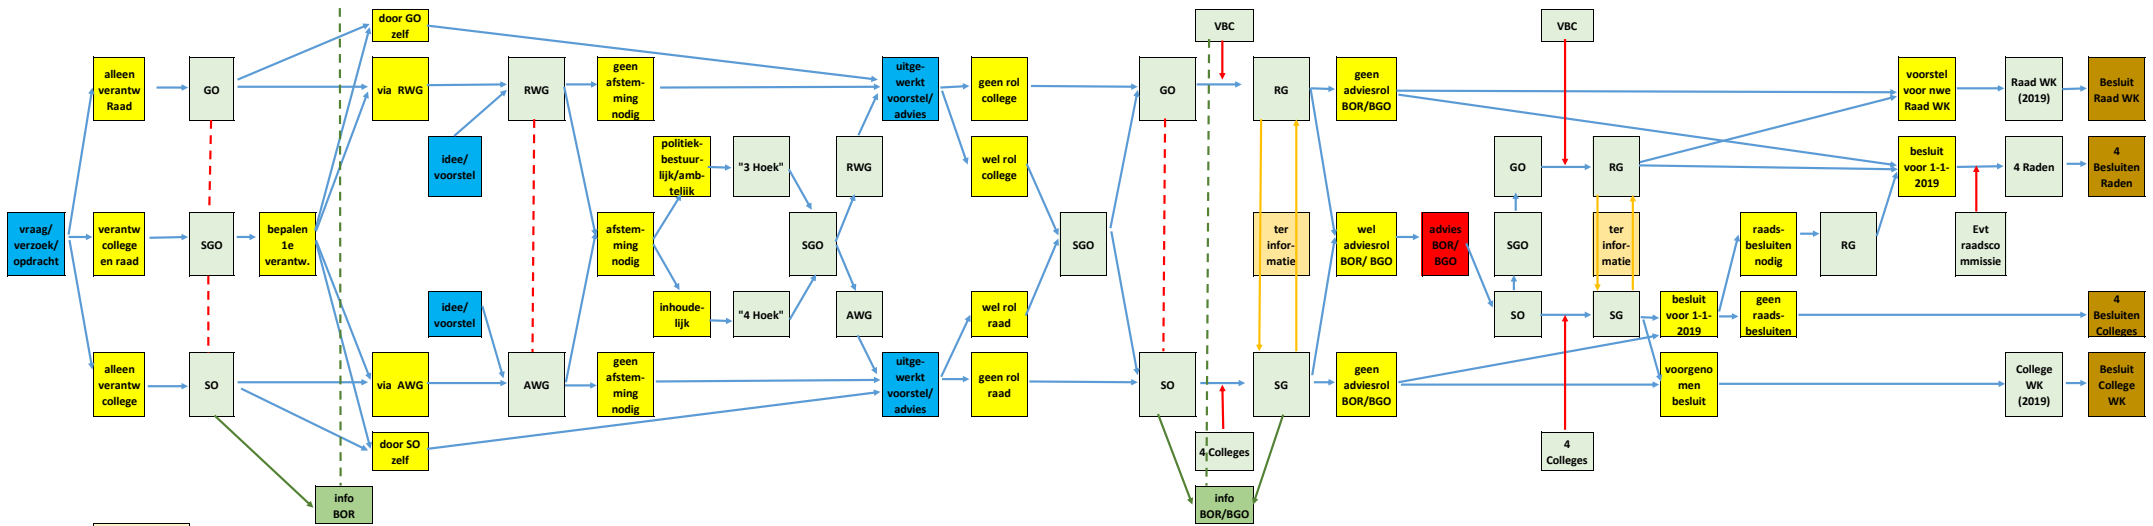 vraag/
verzoek/
opdracht
alleen
verantw
Raad
verantw
college
en raad
alleen
verantw
college
GO
SGO
SO
bepalen
1e
verantw.
info
BOR
door GO
zelf
via RWG
via AWG
door SO
zelf
idee/
voorstel
idee/
voorstel
RWG
AWG
geen
afstem-
ming
nodig
afstem-
ming
nodig
geen
afstem-
ming
nodig
politiek-
bestuur-
lijk/amb-
telijk
inhoude-
lijk
"3 Hoek"
"4 Hoek"
SGO
RWG
AWG
uitge-
werkt
voorstel/
advies
uitge-
werkt
voorstel/
advies
geen rol
college
wel rol
college
wel rol
raad
geen rol
raad
SGO
GO
SO
VBC
4 Colleges
info
BOR/BGO
RG
ter
infor-
matie
SG
geen
adviesrol
BOR/BGO
wel
adviesrol
BOR/ BGO
geen
adviesrol
BOR/BGO
advies
BOR/
BGO
GO
SGO
SO
VBC
4
Colleges
RG
ter
infor-
matie
SG
besluit
voor 1-1-
2019
voorgeno
men
besluit
raads-
besluiten
nodig
geen
raads-
besluiten
RG
voorstel
voor nwe
Raad WK
besluit
voor 1-1-
2019
Evt
raadsco
mmissie
Raad WK
(2019)
4 Raden
College
WK
(2019)
Besluit
Raad WK
4
Besluiten
Raden
4
Besluiten
Colleges
Besluit
College
WK